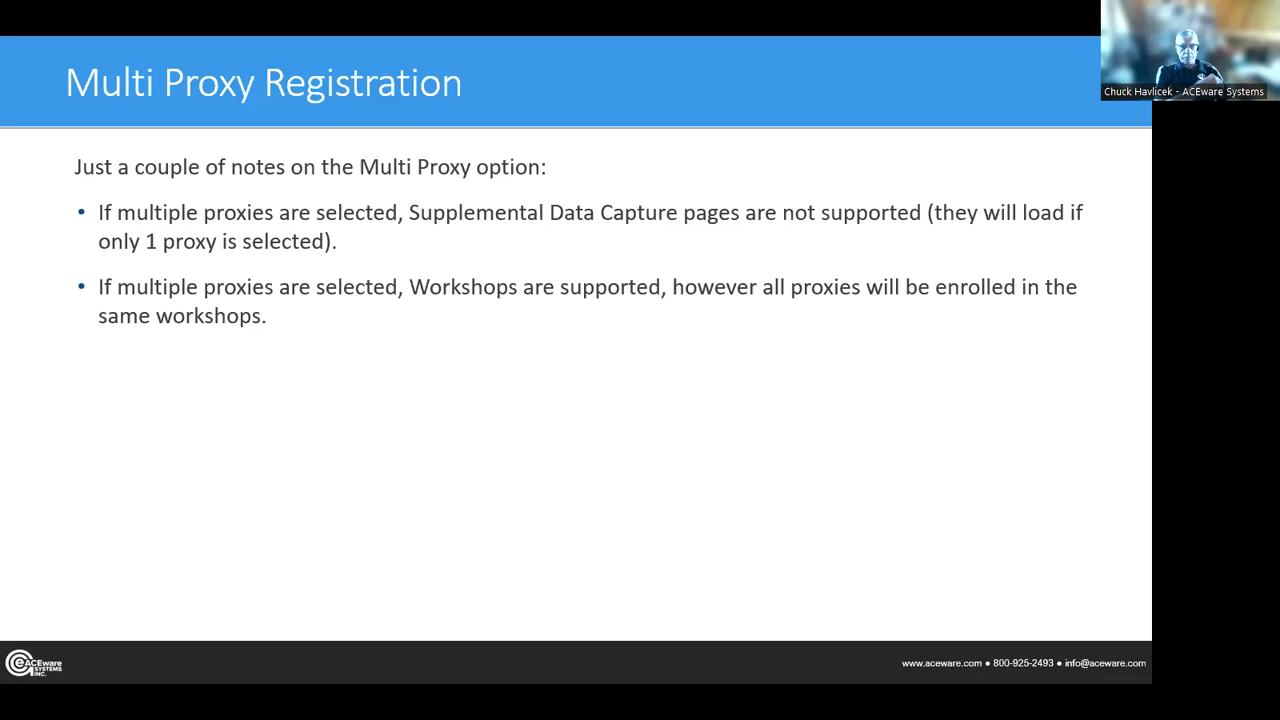 Multi Proxy Registration
Chuck Havlicek - ACEware Systems
Just a couple of notes on the Multi Proxy option:
• If multiple proxies are selected, Supplemental Data Capture pages are not supported (they will load if
only 1 proxy is selected).
• If multiple proxies are selected, Workshops are supported, however all proxies will be enrolled in the
same workshops.
ACEware
SYSTEMS
INC.
www.aceware.com ● 800-925-2493 ● info@aceware.com